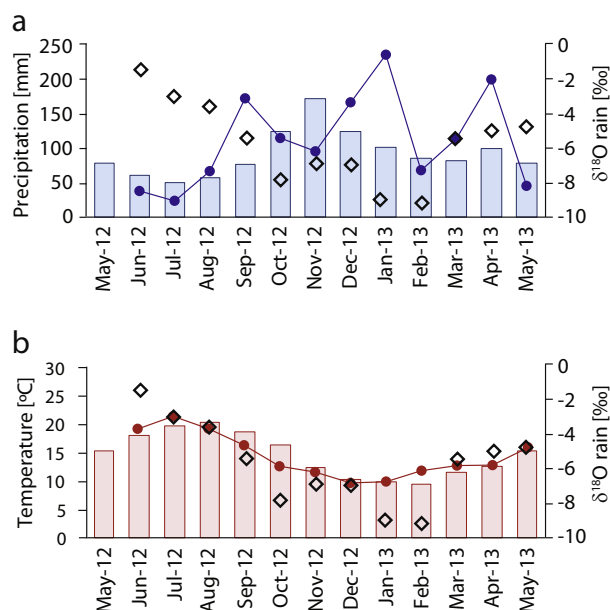 a
Precipitation [mm]
250
200
150
100
50
0
0
-2
-4
-6
-8
-10
δ¹⁸O rain [‰]
May-12
Jun-12
Jul-12
Aug-12
Sep-12
Oct-12
Nov-12
Dec-12
Jan-13
Feb-13
Mar-13
Apr-13
May-13
b
Temperature [ºC]
30
25
20
15
10
5
0
0
-2
-4
-6
-8
-10
δ¹⁸O rain [‰]
May-12
Jun-12
Jul-12
Aug-12
Sep-12
Oct-12
Nov-12
Dec-12
Jan-13
Feb-13
Mar-13
Apr-13
May-13